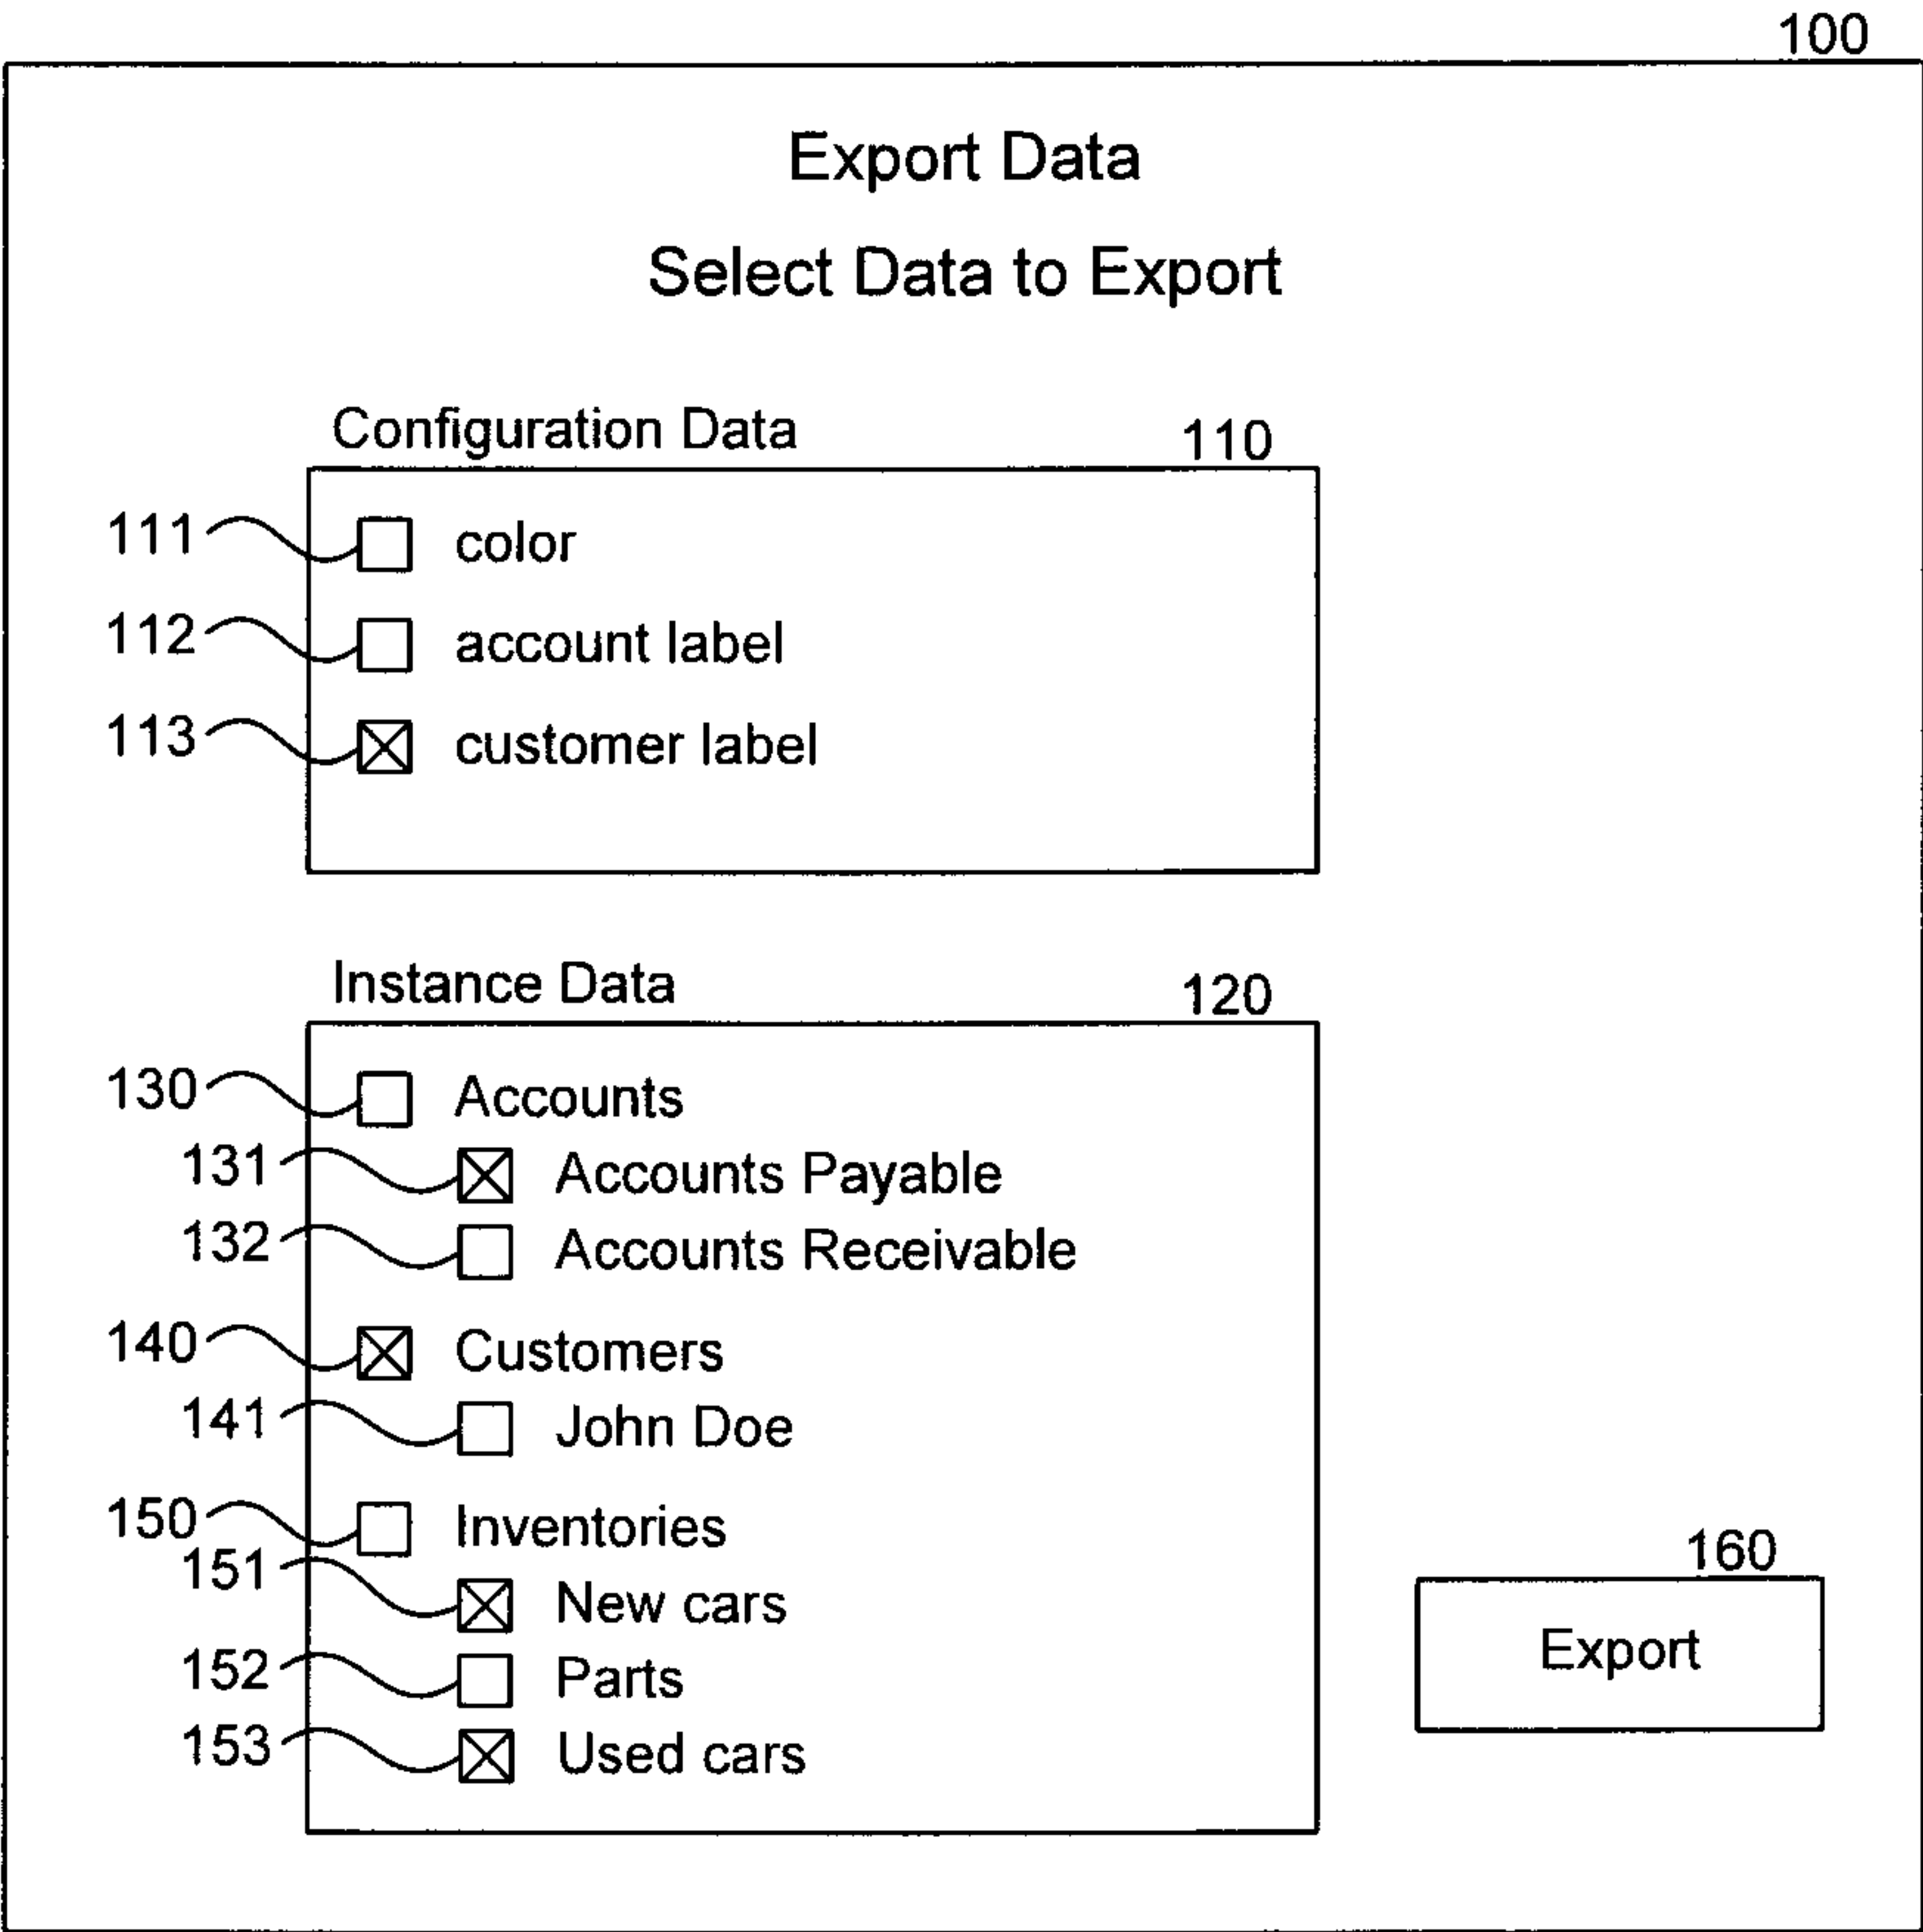 100
Export Data
Select Data to Export
Configuration Data 110
111 color
112 account label
113 customer label
Instance Data 120
130 Accounts
131 Accounts Payable
132 Accounts Receivable
140 Customers
141 John Doe
150 Inventories
151 New cars
152 Parts
153 Used cars
160
Export